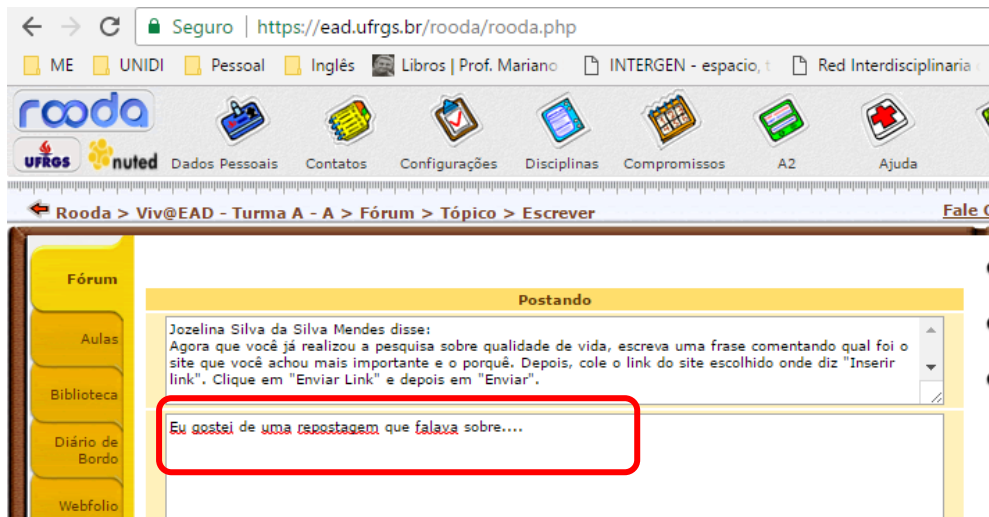 Seguro | https://ead.ufrgs.br/rooda/rooda.php
ME UNIDI Pessoal Inglês Libros | Prof. Mariano INTERGEN - espacio, t Red Interdisciplinaria
rooda
UFRGS nuted Dados Pessoais Contatos Configurações Disciplinas Compromissos A2 Ajuda
Rooda > Viv@EAD - Turma A - A > Fórum > Tópico > Escrever Fale
Fórum
Aulas
Biblioteca
Diário de
Bordo
Webfolio
Postando
Jozelina Silva da Silva Mendes disse:
Agora que você já realizou a pesquisa sobre qualidade de vida, escreva uma frase comentando qual foi o
site que você achou mais importante e o porquê. Depois, cole o link do site escolhido onde diz "Inserir
link". Clique em "Enviar Link" e depois em "Enviar".
Eu gostei de uma repostagem que falava sobre....